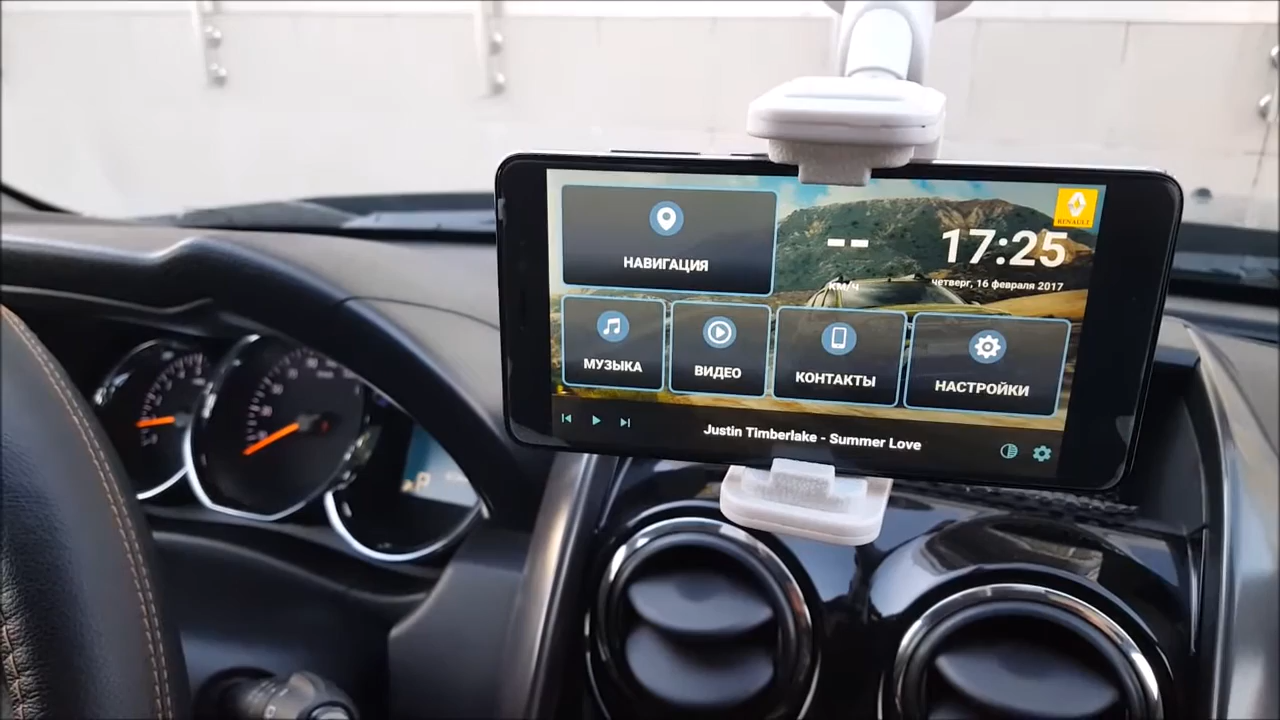 НАВИГАЦИЯ
--
км/ч
RENAULT
17:25
четверг, 16 февраля 2017
МУЗЫКА
ВИДЕО
КОНТАКТЫ
НАСТРОЙКИ
Justin Timberlake - Summer Love
P